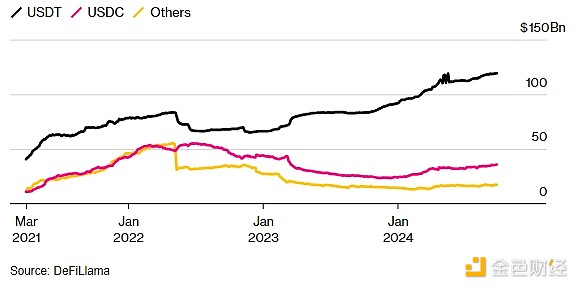 USDT USDC Others
$150Bn
100
50
0
Mar Jan Jan Jan
2021 2022 2023 2024
Source: DeFiLlama
金色财经